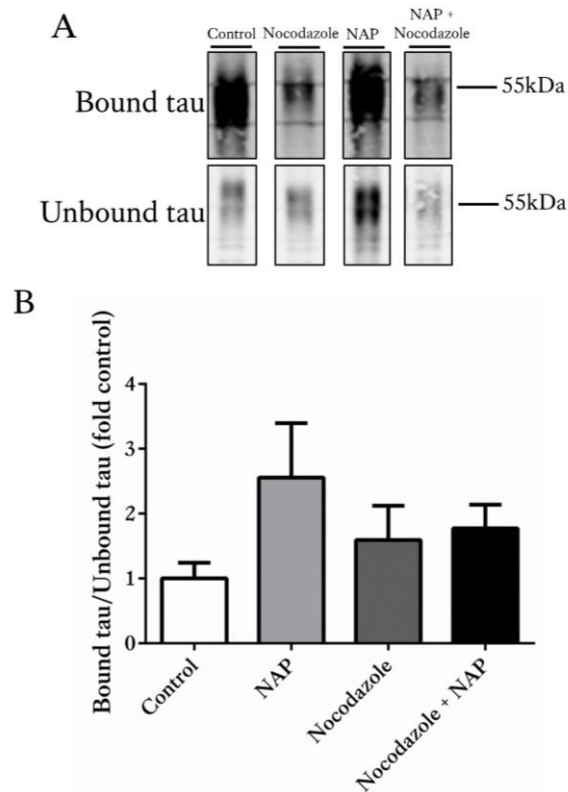 A
Control
Nocodazole
NAP
NAP +
Nocodazole
Bound tau
55kDa
Unbound tau
55kDa
B
Bound tau/Unbound tau (fold control)
4
3
2
1
0
Control
NAP
Nocodazole
Nocodazole + NAP